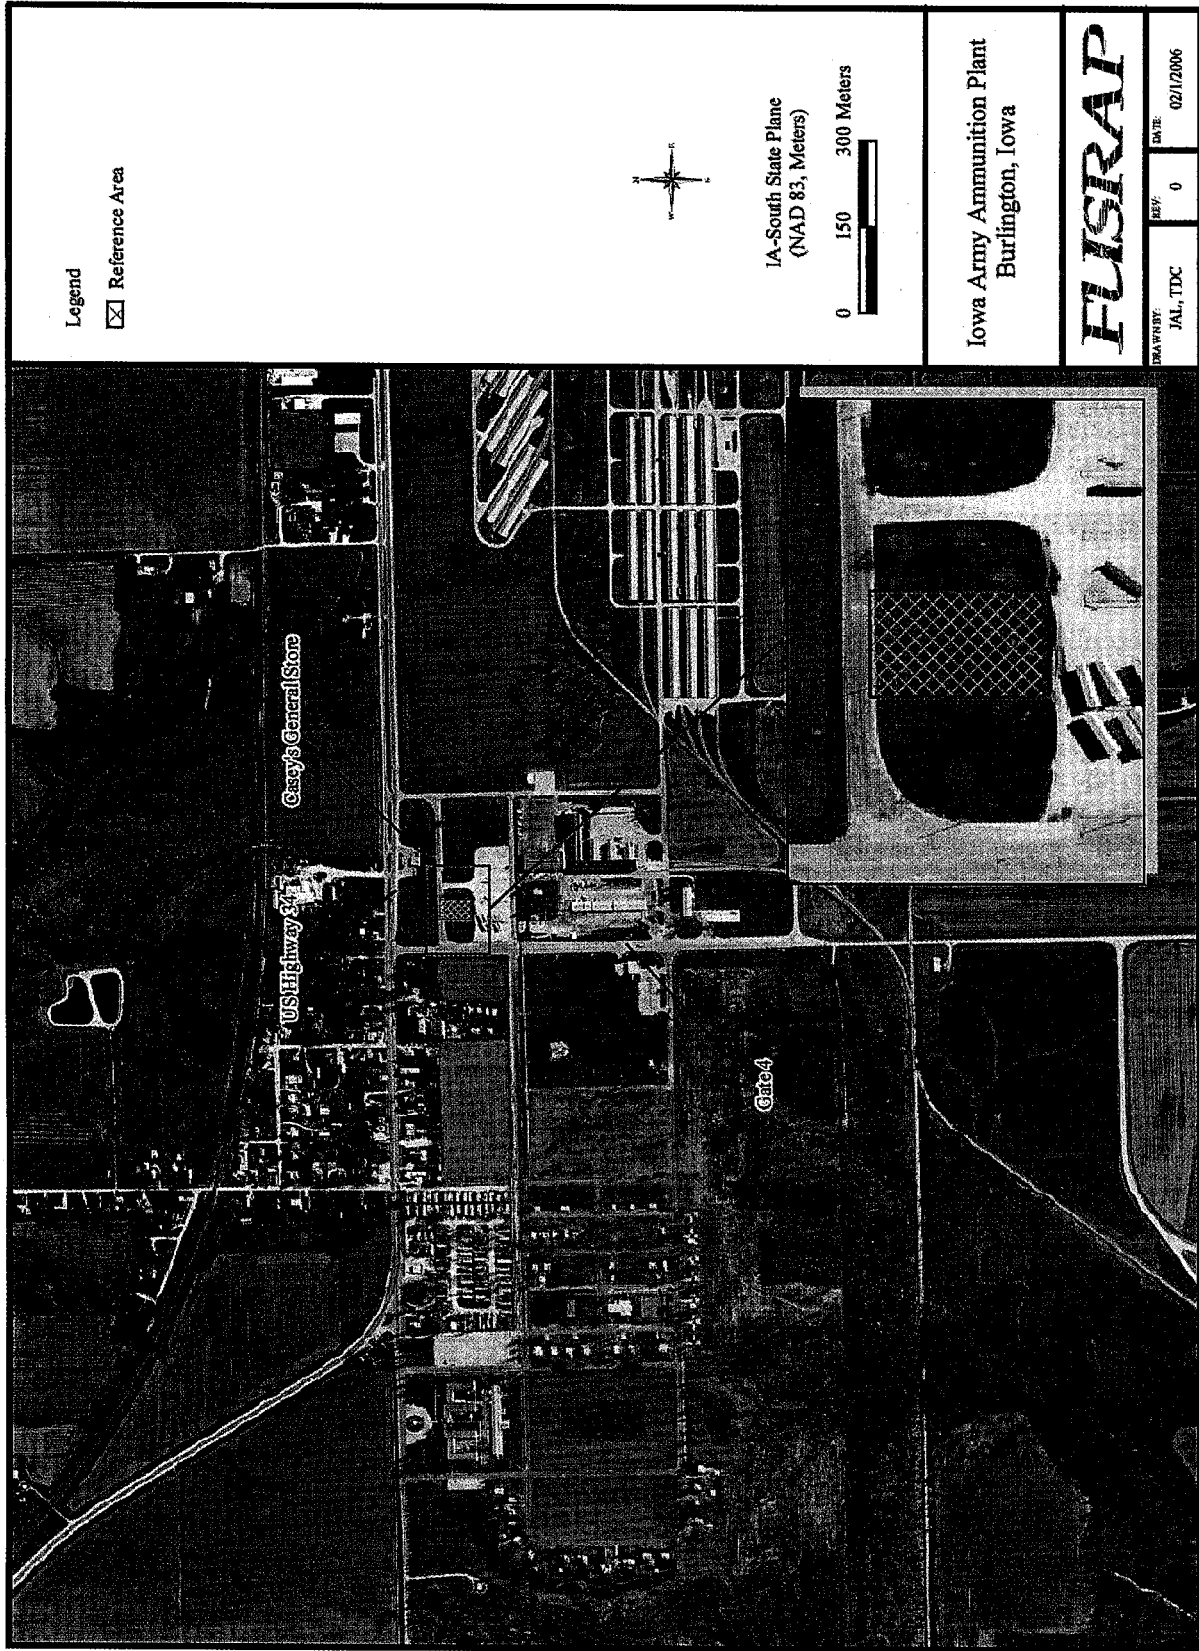 Legend
Reference Area
N
W
E
S
IA-South State Plane
(NAD 83, Meters)
0 150 300 Meters
Iowa Army Ammunition Plant
Burlington, Iowa
FUSRAP
DRAWN BY:
JAL, TDC
REV:
0
DATE:
02/1/2006
Casey's General Store
US Highway 34
Gate 4